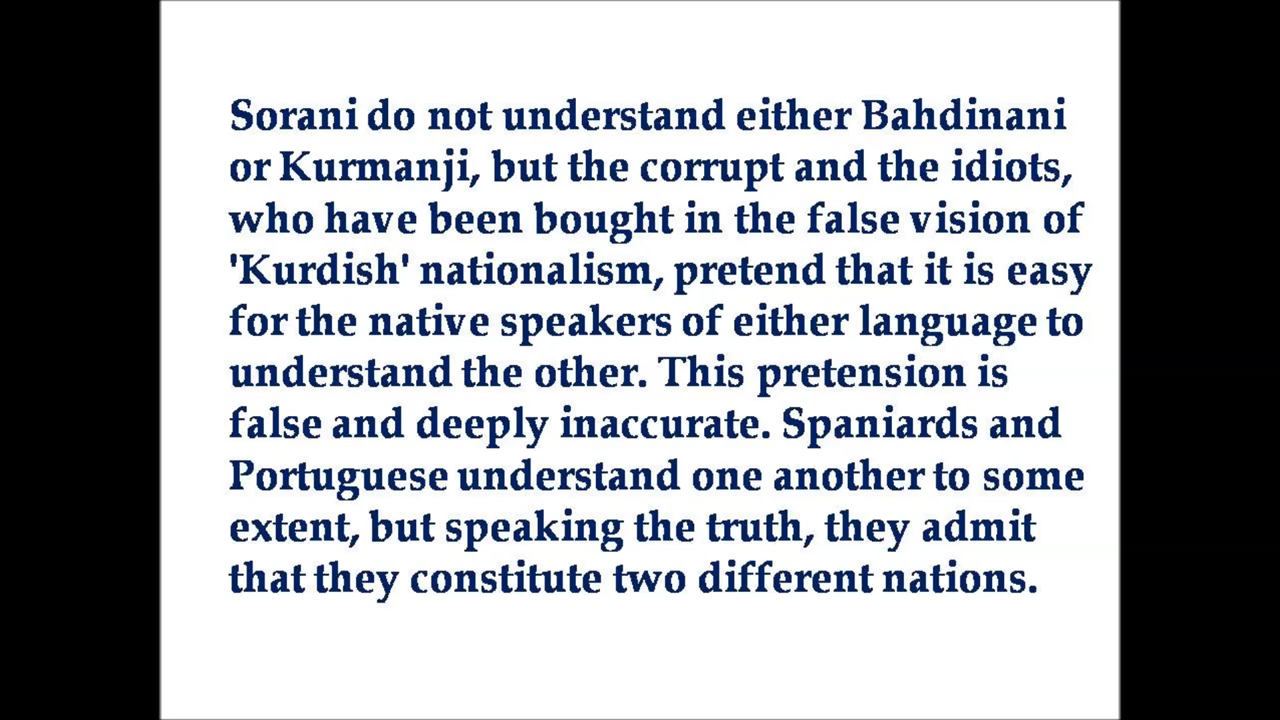 Sorani do not understand either Bahdinani
or Kurmanji, but the corrupt and the idiots,
who have been bought in the false vision of
'Kurdish' nationalism, pretend that it is easy
for the native speakers of either language to
understand the other. This pretension is
false and deeply inaccurate. Spaniards and
Portuguese understand one another to some
extent, but speaking the truth, they admit
that they constitute two different nations.